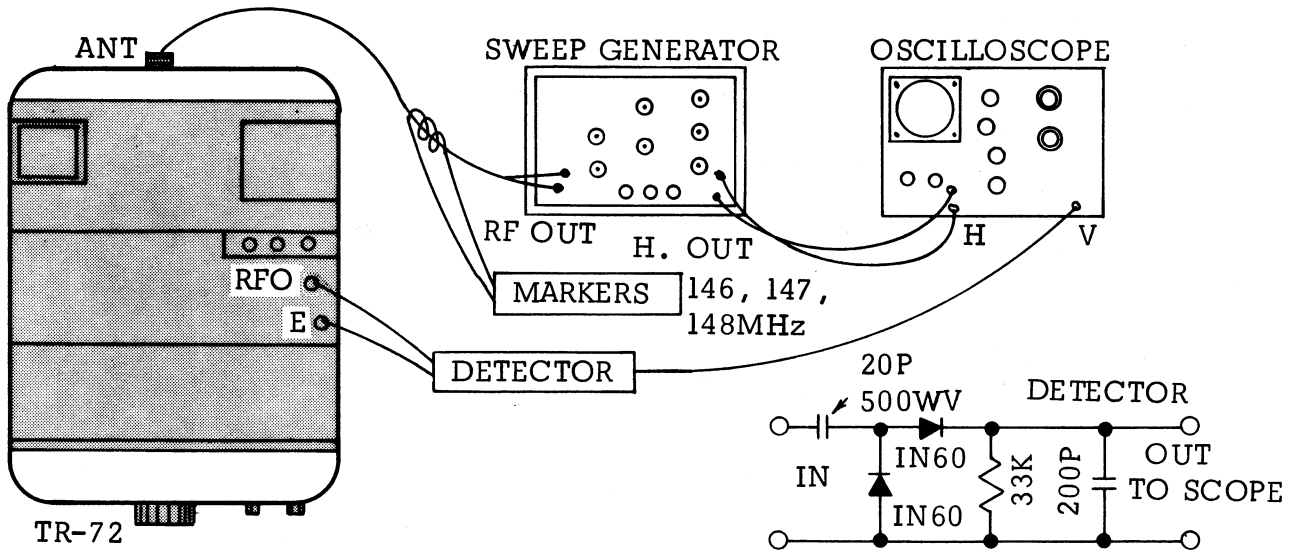 ANT
SWEEP GENERATOR
OSCILLOSCOPE
RF OUT
H. OUT
H
V
RFO
E
MARKERS
146, 147,
148MHz
DETECTOR
TR-72
20P
500WV
DETECTOR
IN
IN60
IN60
33K
200P
OUT
TO SCOPE